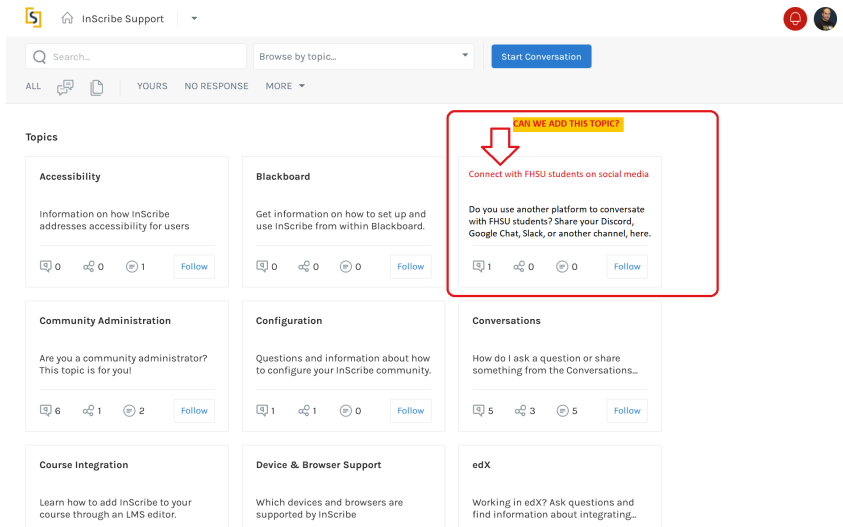 InScribe Support
Search...
Browse by topic...
Start Conversation
ALL
YOURS
NO RESPONSE
MORE
CAN WE ADD THIS TOPIC?
Topics
Accessibility
Information on how InScribe
addresses accessibility for users
0
0
1
Follow
Blackboard
Get information on how to set up and
use InScribe from within Blackboard.
0
0
0
Follow
Connect with FHSU students on social media
Do you use another platform to conversate
with FHSU students? Share your Discord,
Google Chat, Slack, or another channel, here.
1
0
0
Follow
Community Administration
Are you a community administrator?
This topic is for you!
6
1
2
Follow
Configuration
Questions and information about how
to configure your InScribe community.
1
1
0
Follow
Conversations
How do I ask a question or share
something from the Conversations...
5
3
5
Follow
Course Integration
Learn how to add InScribe to your
course through an LMS editor.
Device & Browser Support
Which devices and browsers are
supported by InScribe
edX
Working in edX? Ask questions and
find information about integrating...